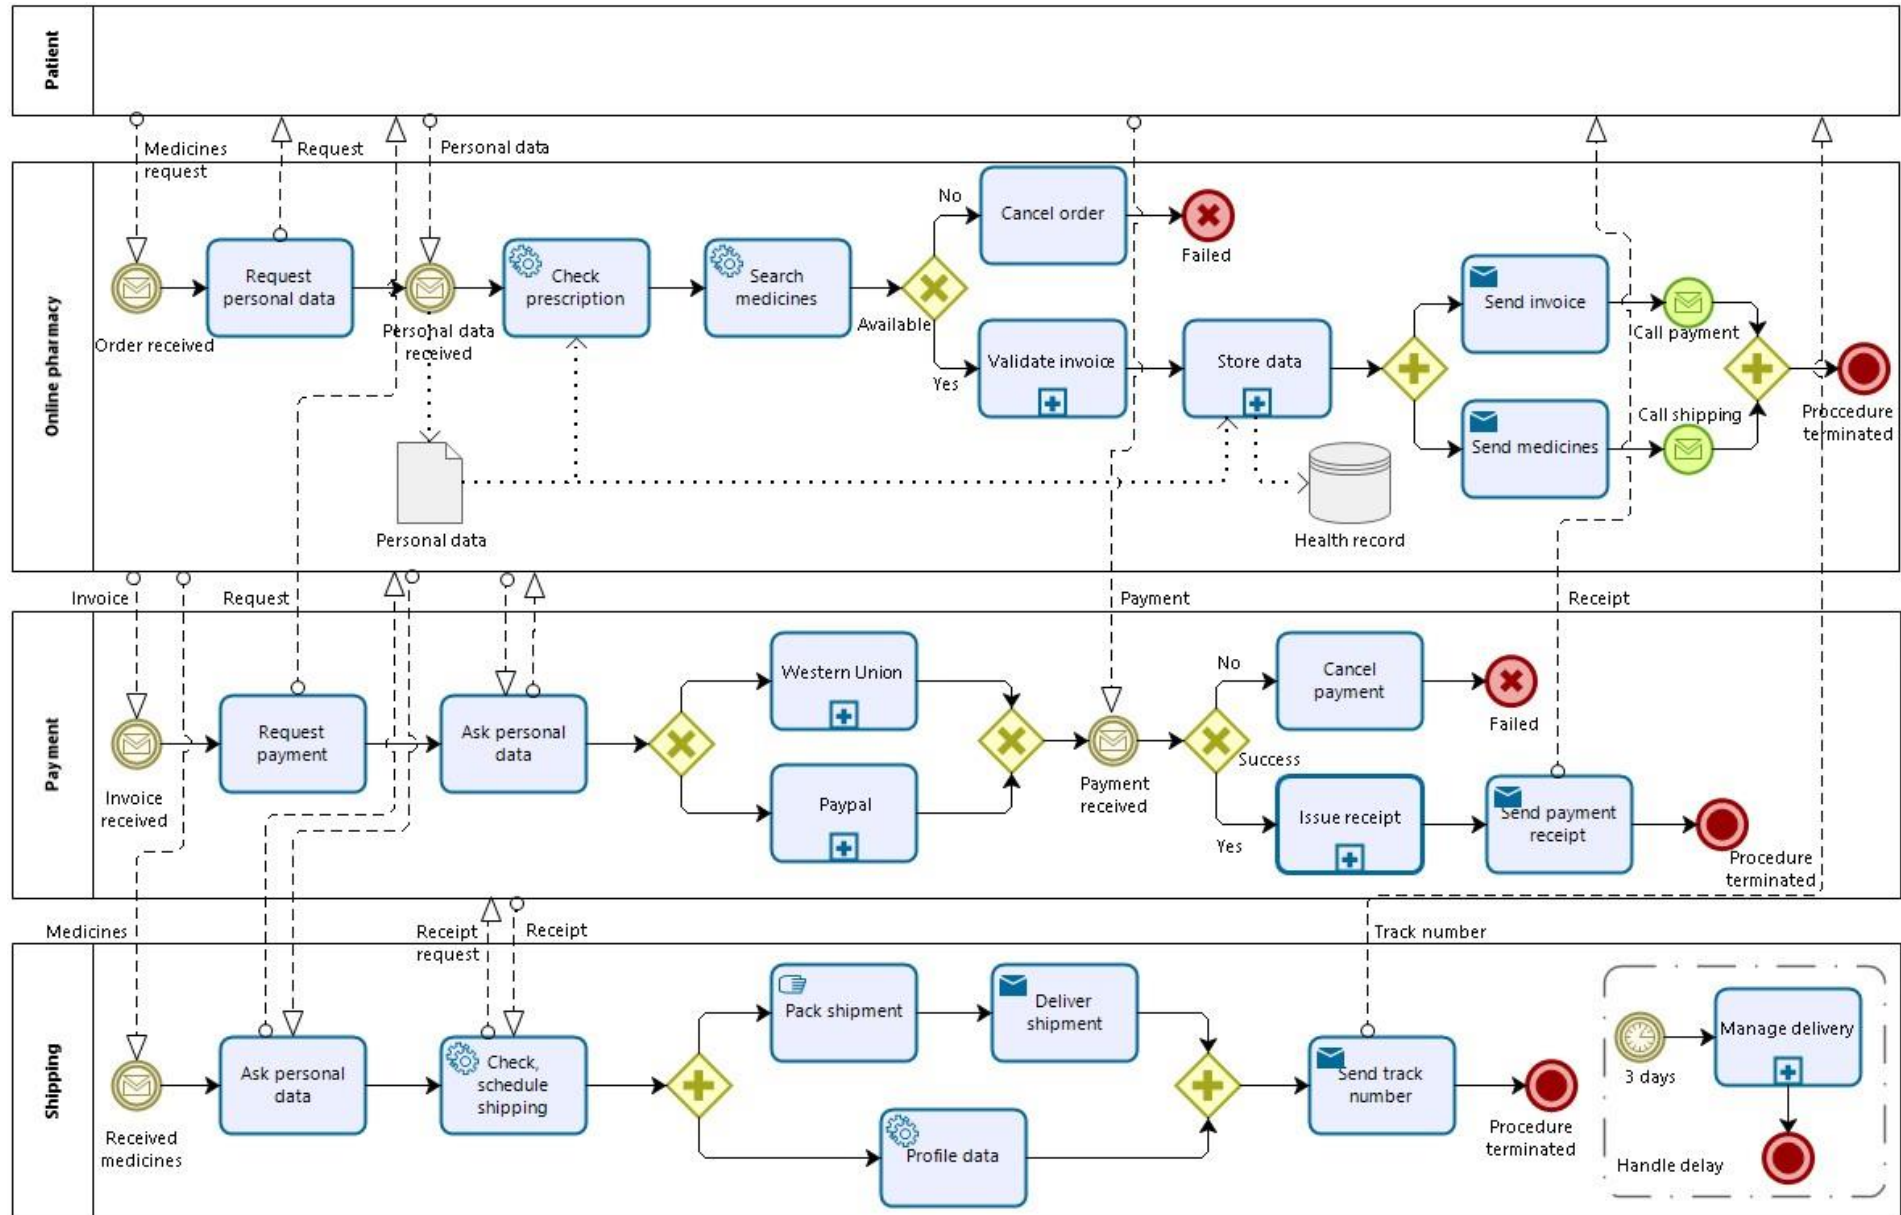 Patient
Medicines
request
Request
Personal data
Online pharmacy
Order received
Request
personal data
Personal data
received
Check
prescription
Search
medicines
Available
No
Cancel order
Failed
Yes
Validate invoice
Store data
Send invoice
Call payment
Send medicines
Call shipping
Proccedure
terminated
Personal data
Health record
Invoice
Request
Payment
Receipt
Payment
Invoice
received
Request
payment
Ask personal
data
Western Union
Paypal
Payment
received
No
Success
Yes
Cancel
payment
Failed
Issue receipt
Send payment
receipt
Procedure
terminated
Medicines
Receipt
request
Receipt
Track number
Shipping
Received
medicines
Ask personal
data
Check,
schedule
shipping
Pack shipment
Deliver
shipment
Profile data
Send track
number
Procedure
terminated
3 days
Manage delivery
Handle delay